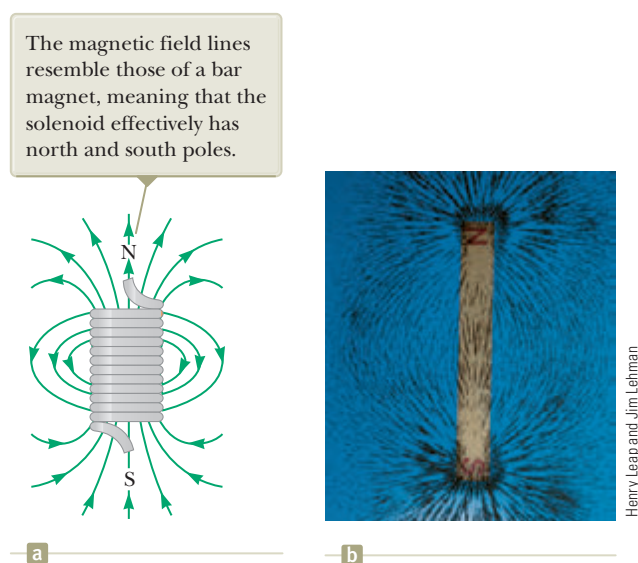 The magnetic field lines
resemble those of a bar
magnet, meaning that the
solenoid effectively has
north and south poles.
N
S
a
N
S
b
Henry Leap and Jim Lehman